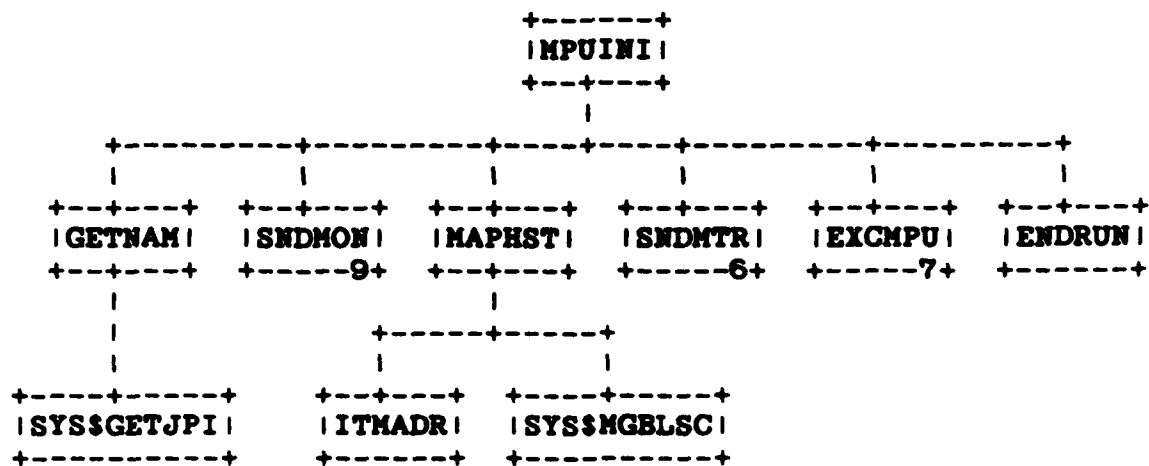 MPUINI
GETNAM SNDMON MAPHST SNDMTR EXCMPU ENDRUN
9 6 7
SYS$GETJPI ITMADR SYS$MGBLSC